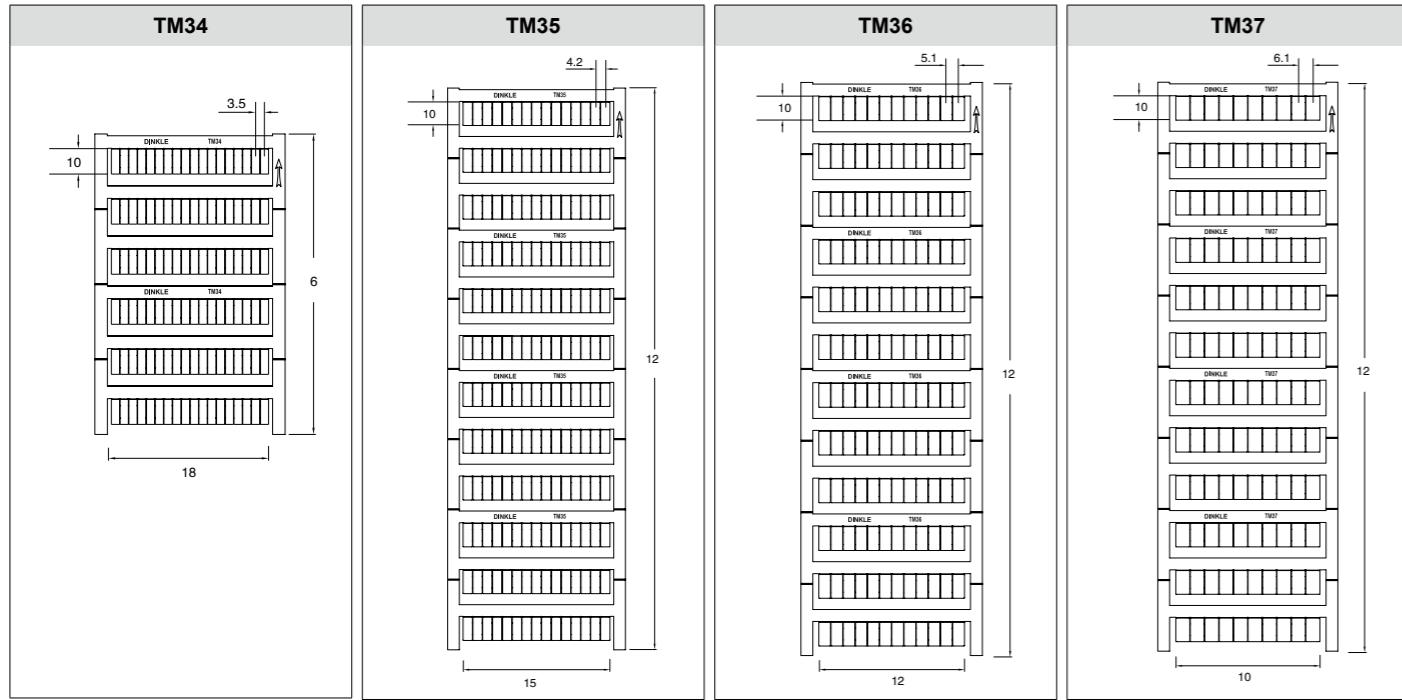 TM34
3.5
10
DINKLE TM34
DINKLE TM34
6
18
TM35
4.2
10
DINKLE TM35
DINKLE TM35
DINKLE TM35
DINKLE TM35
12
15
TM36
5.1
10
DINKLE TM36
DINKLE TM36
DINKLE TM36
DINKLE TM36
12
12
TM37
6.1
10
DINKLE TM37
DINKLE TM37
DINKLE TM37
DINKLE TM37
12
10